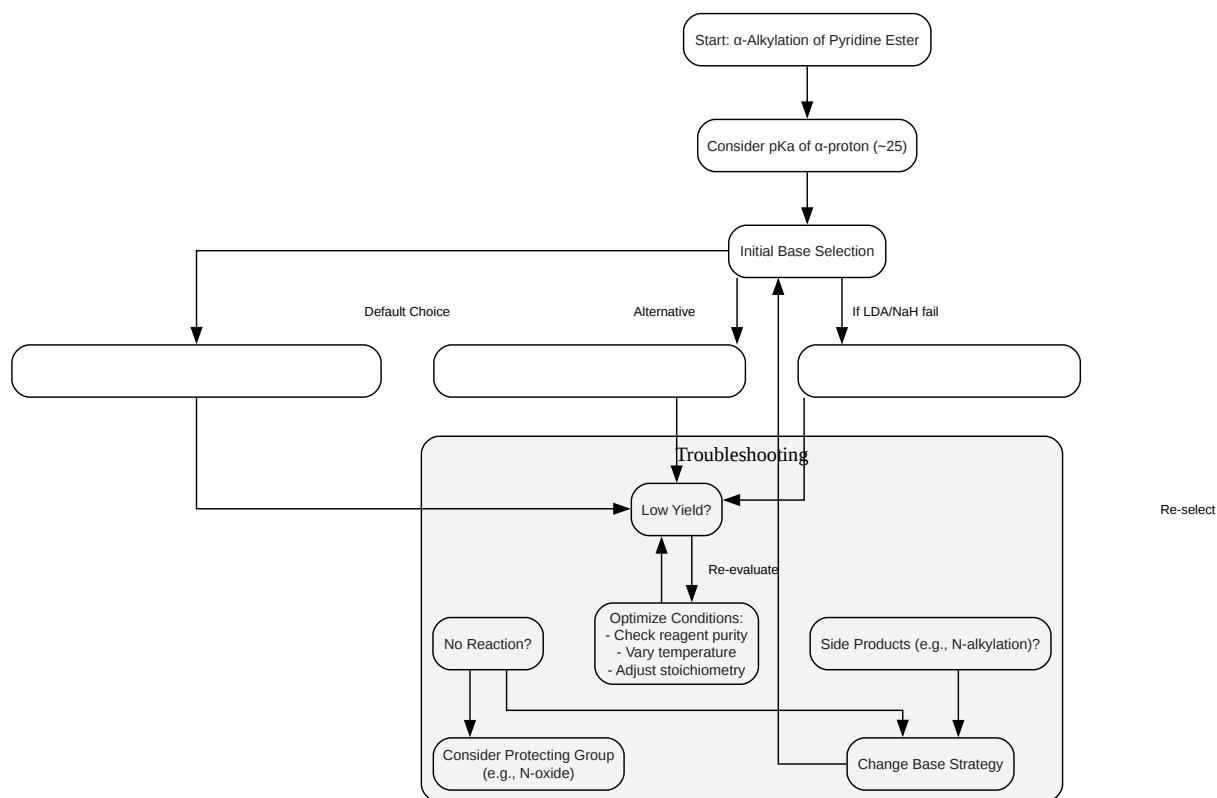 Start: α-Alkylation of Pyridine Ester
Consider pKa of α-proton (~25)
Initial Base Selection
Default Choice
Alternative
If LDA/NaH fail
Troubleshooting
Low Yield?
Re-select
Re-evaluate
Optimize Conditions:
- Check reagent purity
- Vary temperature
- Adjust stoichiometry
No Reaction?
Side Products (e.g., N-alkylation)?
Consider Protecting Group
(e.g., N-oxide)
Change Base Strategy